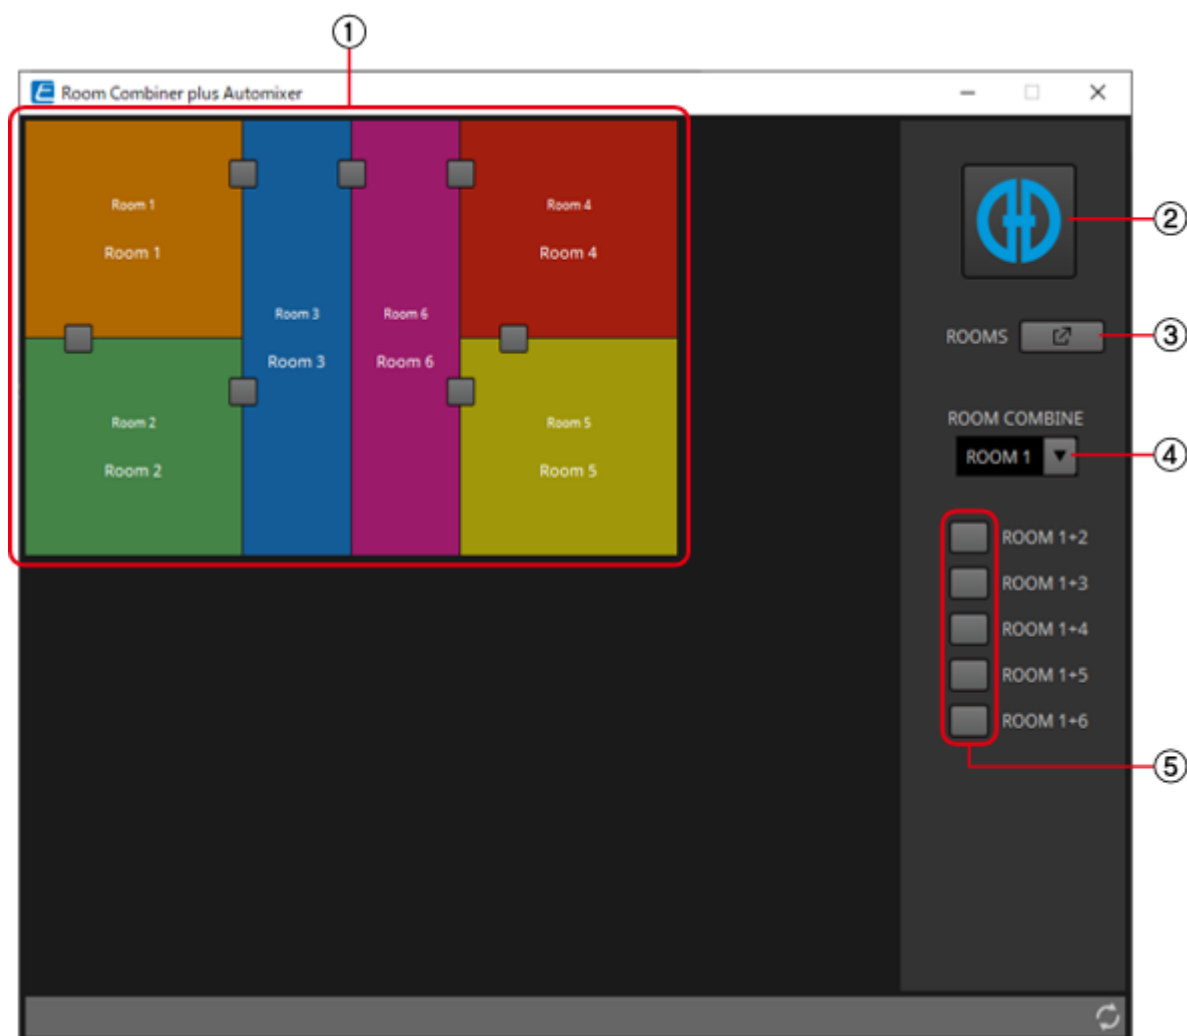 ①
Room Combiner plus Automixer
Room 1
Room 1
Room 2
Room 2
Room 3
Room 3
Room 6
Room 6
Room 4
Room 4
Room 5
Room 5
②
ROOMS
③
ROOM COMBINE
ROOM 1
④
ROOM 1+2
ROOM 1+3
ROOM 1+4
ROOM 1+5
ROOM 1+6
⑤